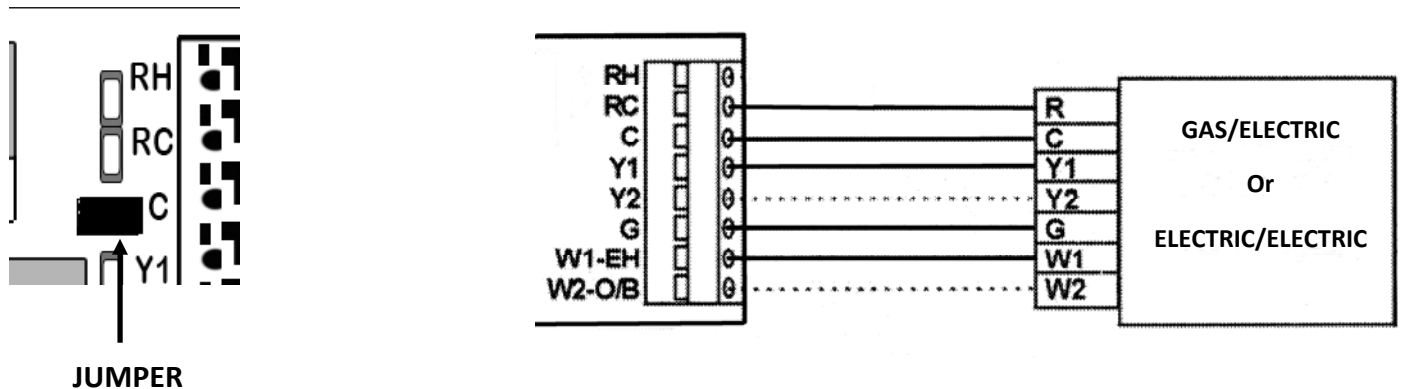 RH
RC
C
Y1
JUMPER
RH
RC
C
Y1
Y2
G
W1-EH
W2-O/B
R
C
Y1
Y2
G
W1
W2
GAS/ELECTRIC
Or
ELECTRIC/ELECTRIC